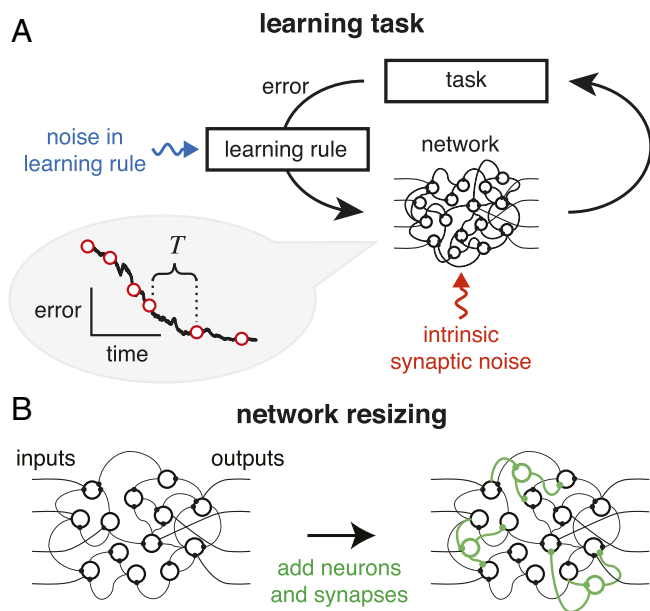 A
learning task
error
task
noise in
learning rule
learning rule
network
T
error
time
intrinsic
synaptic noise
B
network resizing
inputs
outputs
add neurons
and synapses